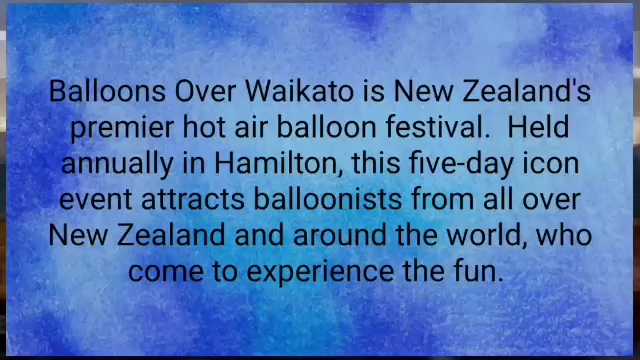 Balloons Over Waikato is New Zealand's
premier hot air balloon festival.  Held
annually in Hamilton, this five-day icon
event attracts balloonists from all over
New Zealand and around the world, who
come to experience the fun.